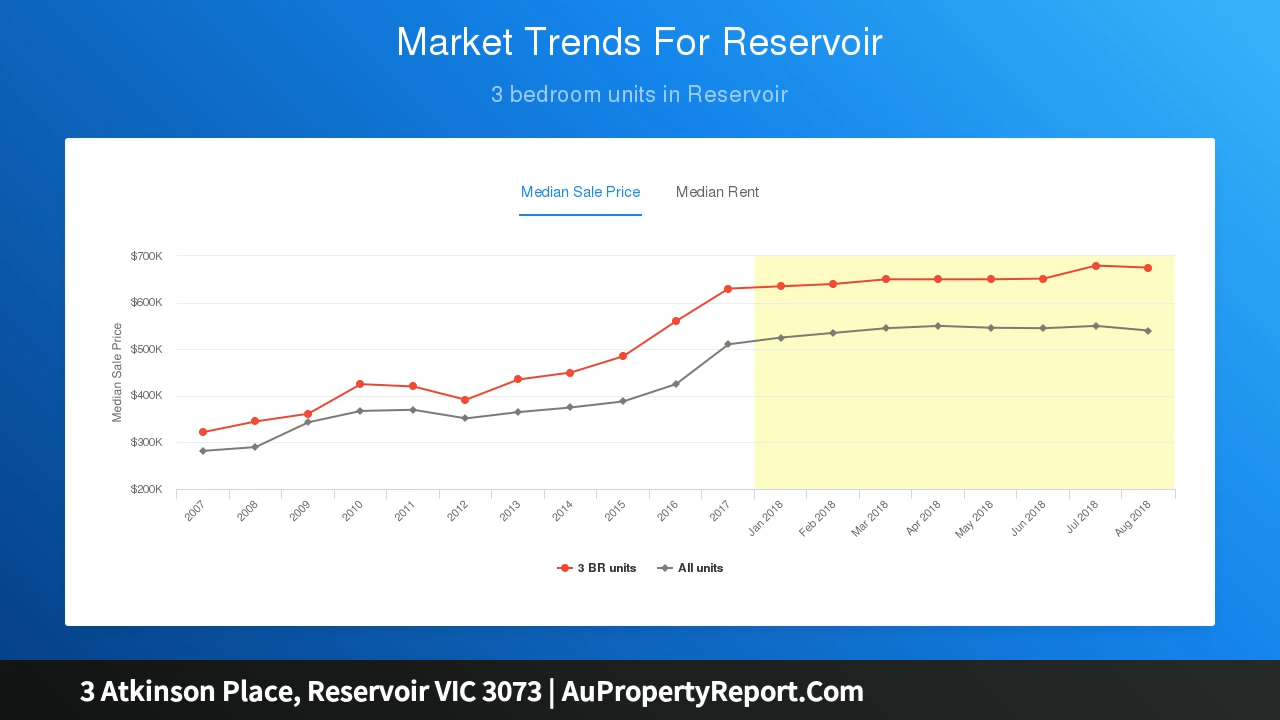 Market Trends For Reservoir
3 bedroom units in Reservoir
Median Sale Price Median Rent
$700K
$600K
$500K
$400K
$300K
$200K
Median Sale Price
2007 2008 2009 2010 2011 2012 2013 2014 2015 2016 2017 Jan 2018 Feb 2018 Mar 2018 Apr 2018 May 2018 Jun 2018 Jul 2018 Aug 2018
3 BR units All units
3 Atkinson Place, Reservoir VIC 3073 | AuPropertyReport.Com